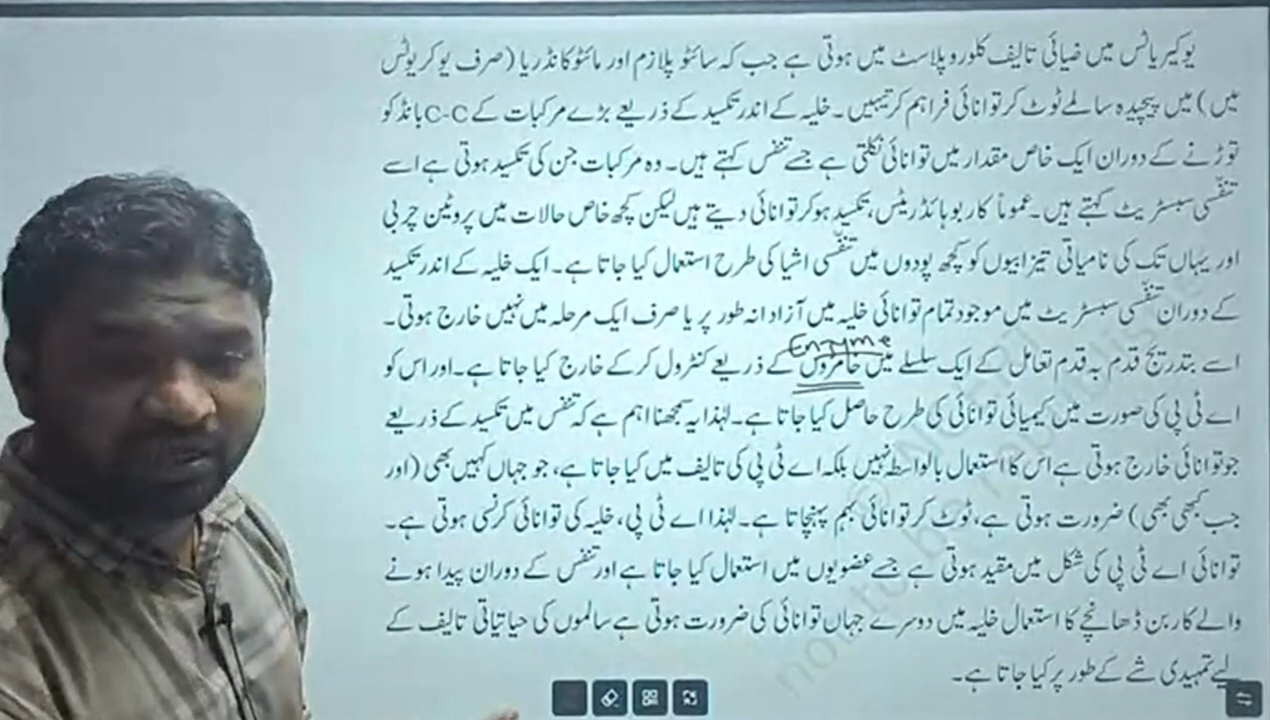 یوکیریاٹس میں ضیائی تالیف کلوروپلاسٹ میں ہوتی ہے جب کہ سائٹوپلازم اور مائٹوکانڈریا (صرف یوکریوٹس
میں) میں پیچیدہ سالمے ٹوٹ کر توانائی فراہم کرتیہیں۔ خلیہ کے اندر تکسید کے ذریعے بڑے مرکبات کے C-C بانڈ کو
توڑنے کے دوران ایک خاص مقدار میں توانائی نکلتی ہے جسے تنفس کہتے ہیں۔ وہ مرکبات جن کی تکسید ہوتی ہے اسے
تنفّسی سبسٹریٹ کہتے ہیں۔ عموماً کاربوہائڈریٹس، تکسید ہوکر توانائی دیتے ہیں لیکن کچھ خاص حالات میں پروٹین چربی
اور یہاں تک کی نامیاتی تیزابیوں کو کچھ پودوں میں تنفّسی اشیا کی طرح استعمال کیا جاتا ہے۔ ایک خلیہ کے اندر تکسید
کے دوران تنفّسی سبسٹریٹ میں موجود تمام توانائی خلیہ میں آزادانہ طور پر یا صرف ایک مرحلہ میں نہیں خارج ہوتی۔
Enzyme
اسے بتدریج قدم بہ قدم تعامل کے ایک سلسلے میں خامروں کے ذریعے کنٹرول کرکے خارج کیا جاتا ہے۔ اور اس کو
اے ٹی پی کی صورت میں کیمیائی توانائی کی طرح حاصل کیا جاتا ہے۔ لہٰذا یہ سمجھنا اہم ہے کہ تنفس میں تکسید کے ذریعے
جو توانائی خارج ہوتی ہے اس کا استعمال بالواسطہ نہیں بلکہ اے ٹی پی کی تالیف میں کیا جاتا ہے، جو جہاں کہیں بھی (اور
جب کبھی بھی) ضرورت ہوتی ہے، ٹوٹ کر توانائی بہم پہنچاتا ہے۔ لہٰذا اے ٹی پی، خلیہ کی توانائی کرنسی ہوتی ہے۔
توانائی اے ٹی پی کی شکل میں مقید ہوتی ہے جسے عضویوں میں استعمال کیا جاتا ہے اور تنفس کے دوران پیدا ہونے
والے کاربن ڈھانچے کا استعمال خلیہ میں دوسرے جہاں توانائی کی ضرورت ہوتی ہے سالموں کی حیاتیاتی تالیف کے
لیے تمہیدی شے کے طور پر کیا جاتا ہے۔